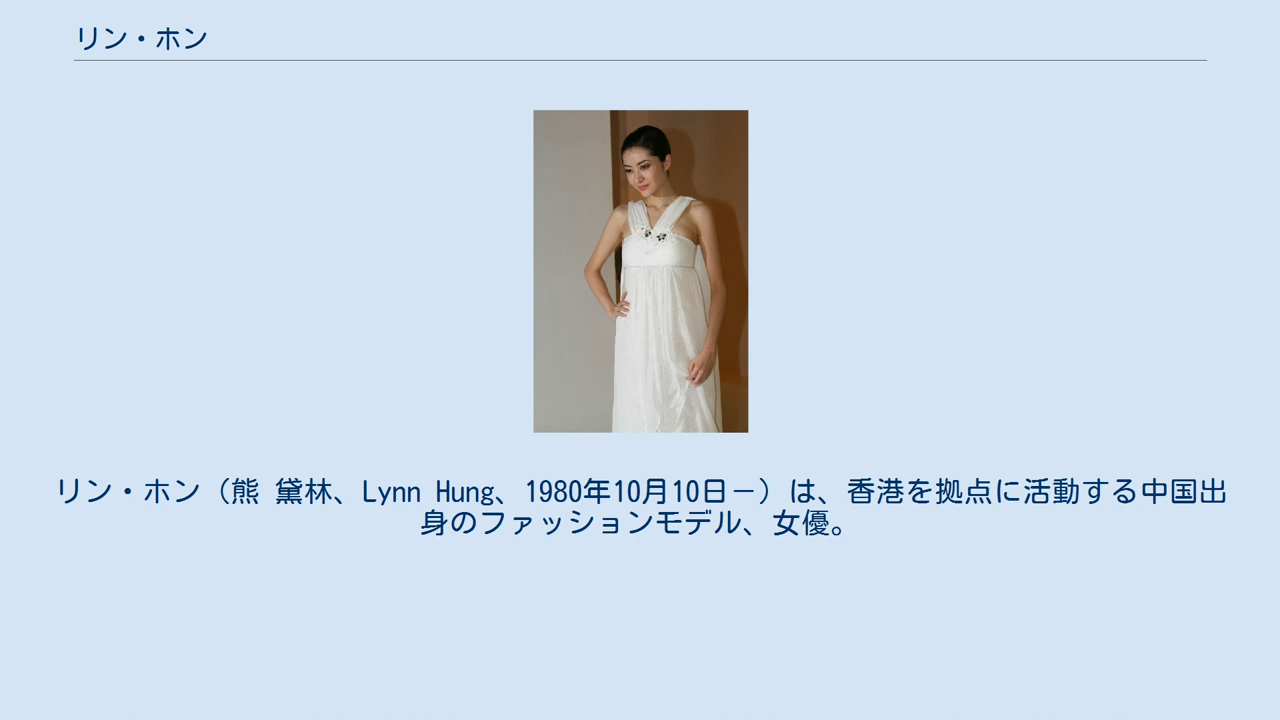 リン・ホン
リン・ホン（熊 黛林、Lynn Hung、1980年10月10日－）は、香港を拠点に活動する中国出
身のファッションモデル、女優。